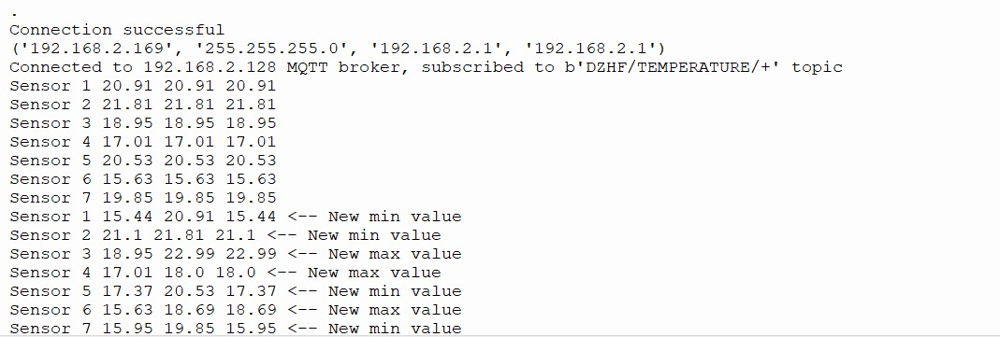 .
Connection successful
('192.168.2.169', '255.255.255.0', '192.168.2.1', '192.168.2.1')
Connected to 192.168.2.128 MQTT broker, subscribed to b'DZHF/TEMPERATURE/+' topic
Sensor 1 20.91 20.91 20.91
Sensor 2 21.81 21.81 21.81
Sensor 3 18.95 18.95 18.95
Sensor 4 17.01 17.01 17.01
Sensor 5 20.53 20.53 20.53
Sensor 6 15.63 15.63 15.63
Sensor 7 19.85 19.85 19.85
Sensor 1 15.44 20.91 15.44 <-- New min value
Sensor 2 21.1 21.81 21.1 <-- New min value
Sensor 3 18.95 22.99 22.99 <-- New max value
Sensor 4 17.01 18.0 18.0 <-- New max value
Sensor 5 17.37 20.53 17.37 <-- New min value
Sensor 6 15.63 18.69 18.69 <-- New max value
Sensor 7 15.95 19.85 15.95 <-- New min value